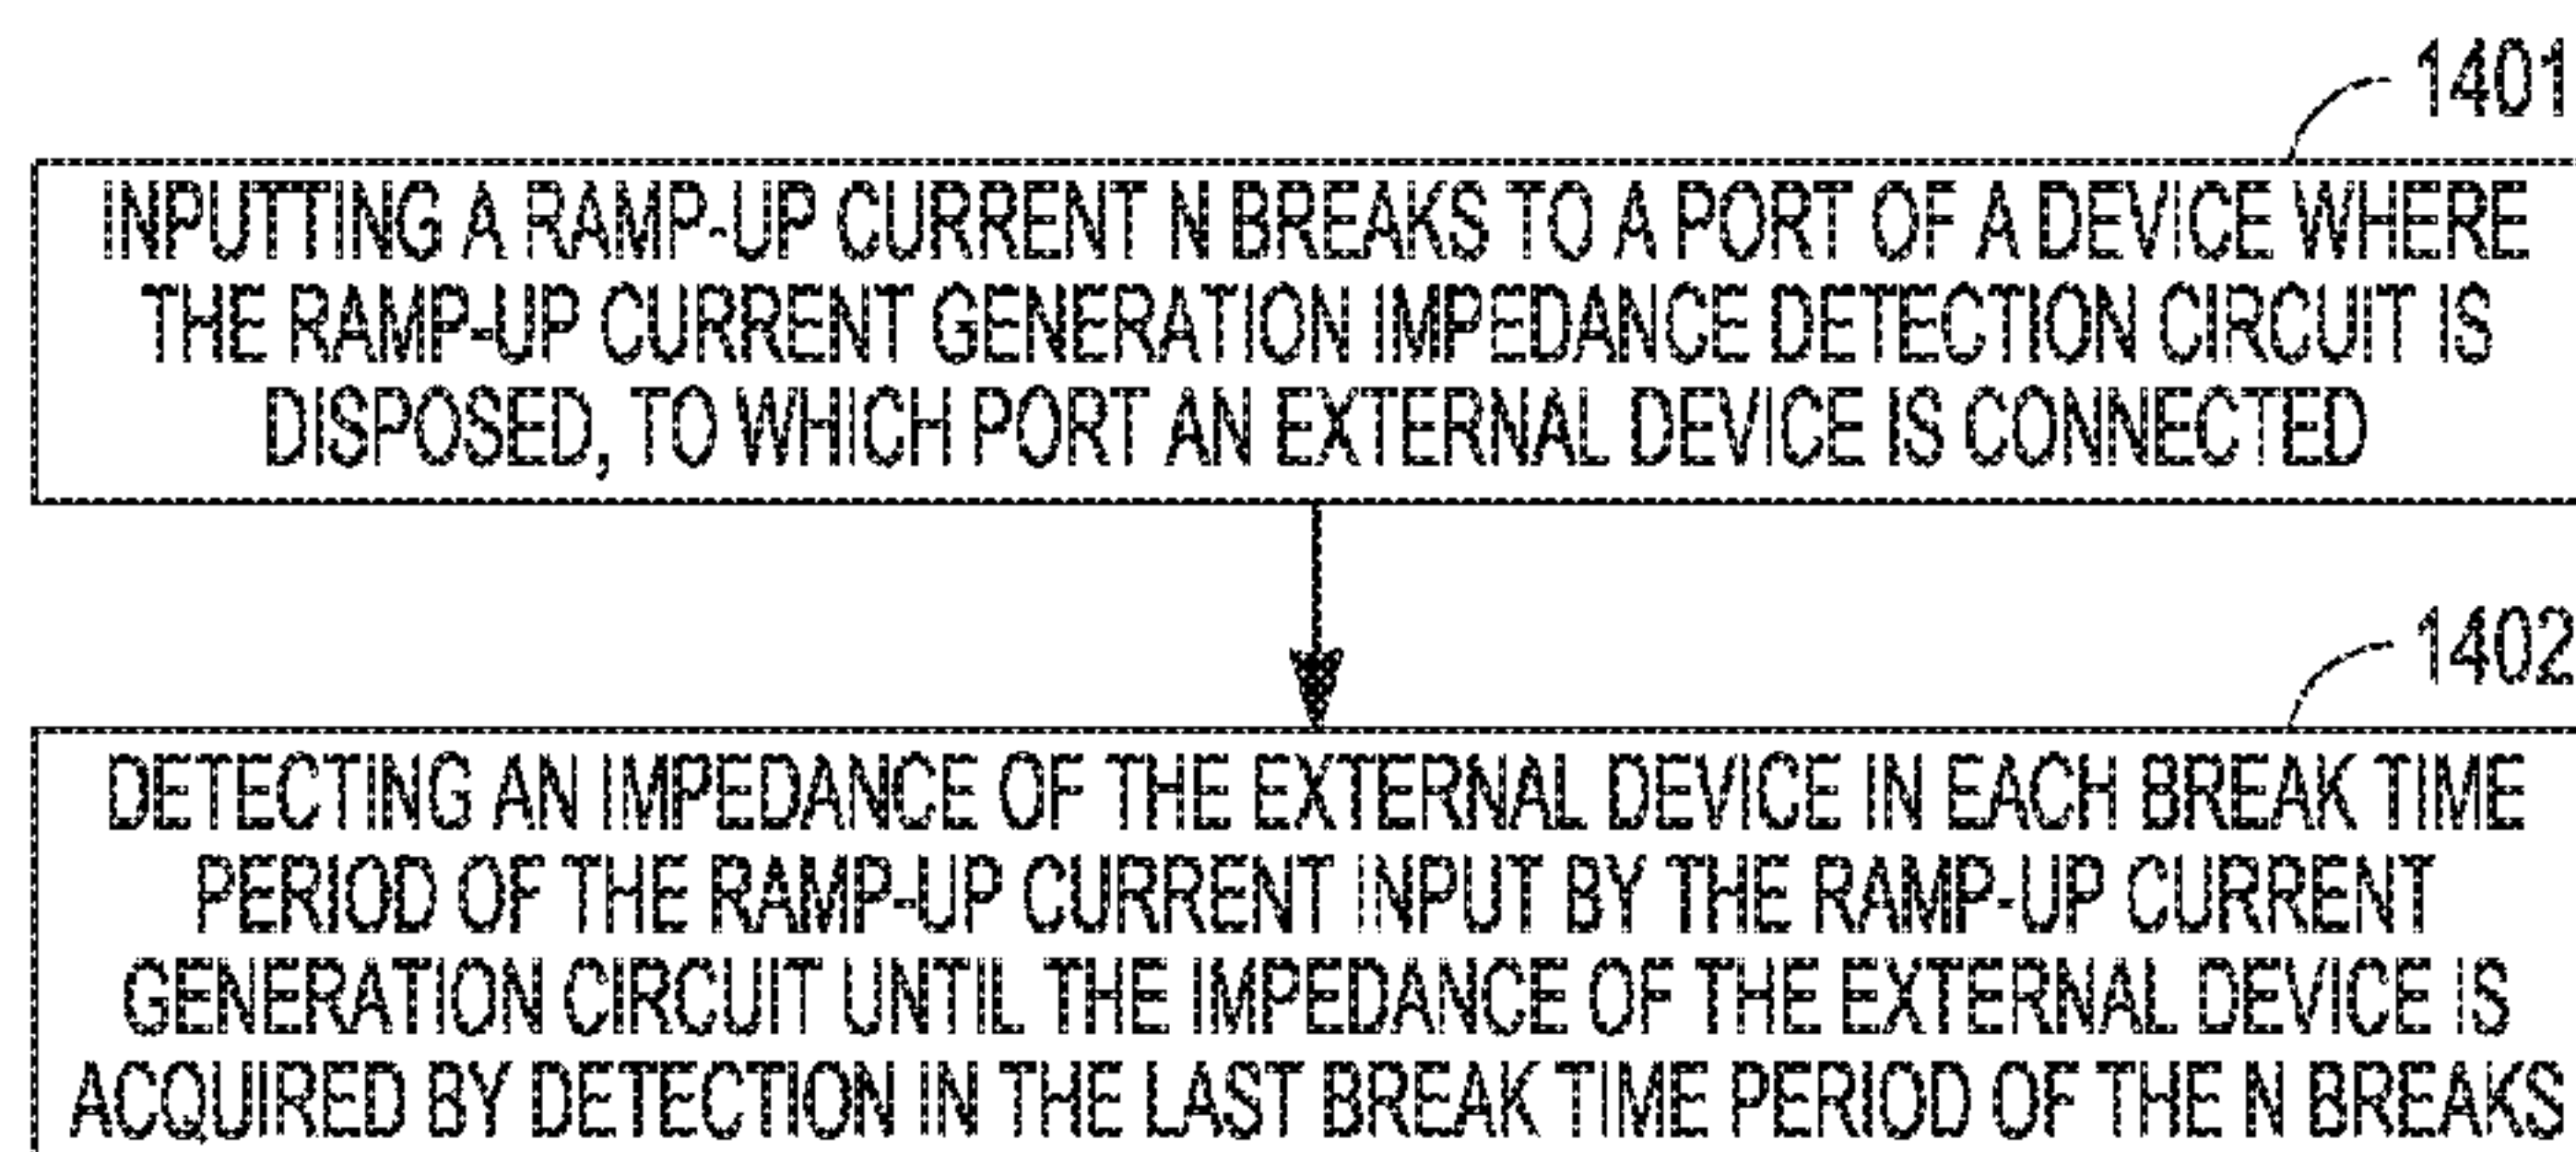 1401
INPUTTING A RAMP-UP CURRENT N BREAKS TO A PORT OF A DEVICE WHERE
THE RAMP-UP CURRENT GENERATION IMPEDANCE DETECTION CIRCUIT IS
DISPOSED, TO WHICH PORT AN EXTERNAL DEVICE IS CONNECTED
1402
DETECTING AN IMPEDANCE OF THE EXTERNAL DEVICE IN EACH BREAK TIME
PERIOD OF THE RAMP-UP CURRENT INPUT BY THE RAMP-UP CURRENT
GENERATION CIRCUIT UNTIL THE IMPEDANCE OF THE EXTERNAL DEVICE IS
ACQUIRED BY DETECTION IN THE LAST BREAK TIME PERIOD OF THE N BREAKS